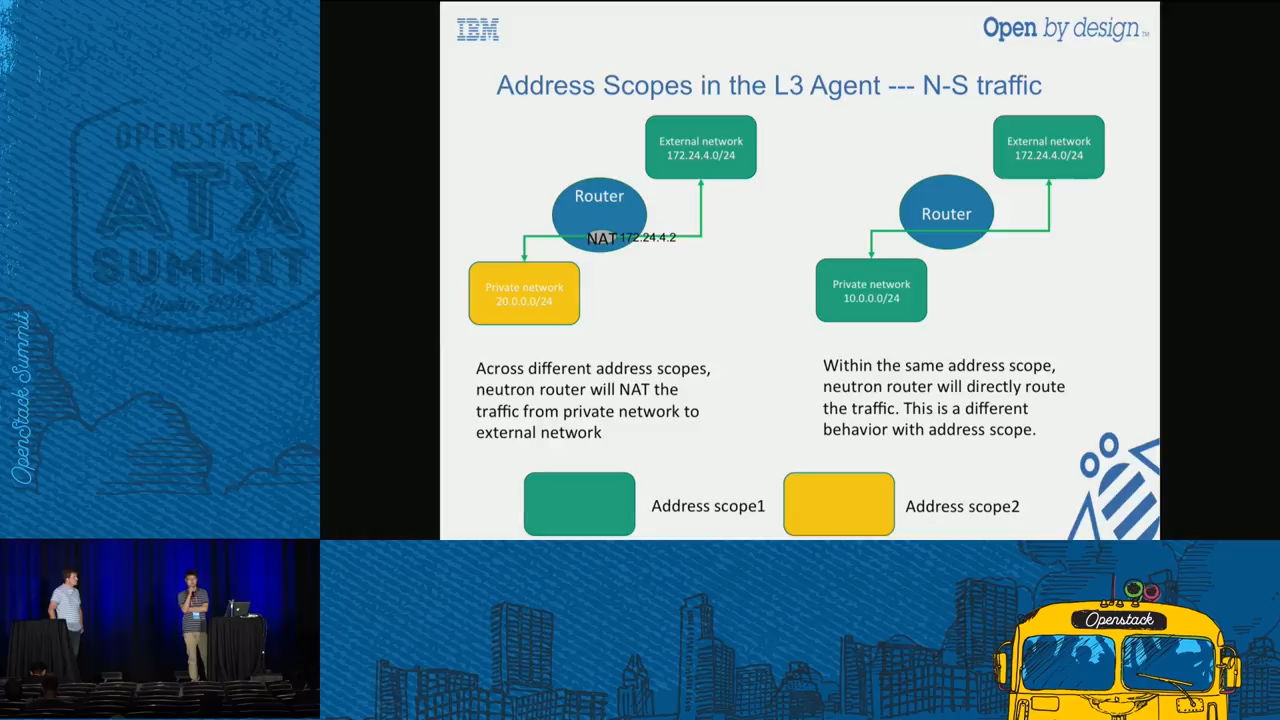 OPENSTACK
ATX
SUMMIT
OpenStack Summit
IBM
Open by design™
Address Scopes in the L3 Agent --- N-S traffic
External network
172.24.4.0/24
Router
NAT 172.24.4.2
Private network
20.0.0.0/24
External network
172.24.4.0/24
Router
Private network
10.0.0.0/24
Across different address scopes,
neutron router will NAT the
traffic from private network to
external network
Within the same address scope,
neutron router will directly route
the traffic. This is a different
behavior with address scope.
Address scope1
Address scope2
Openstack